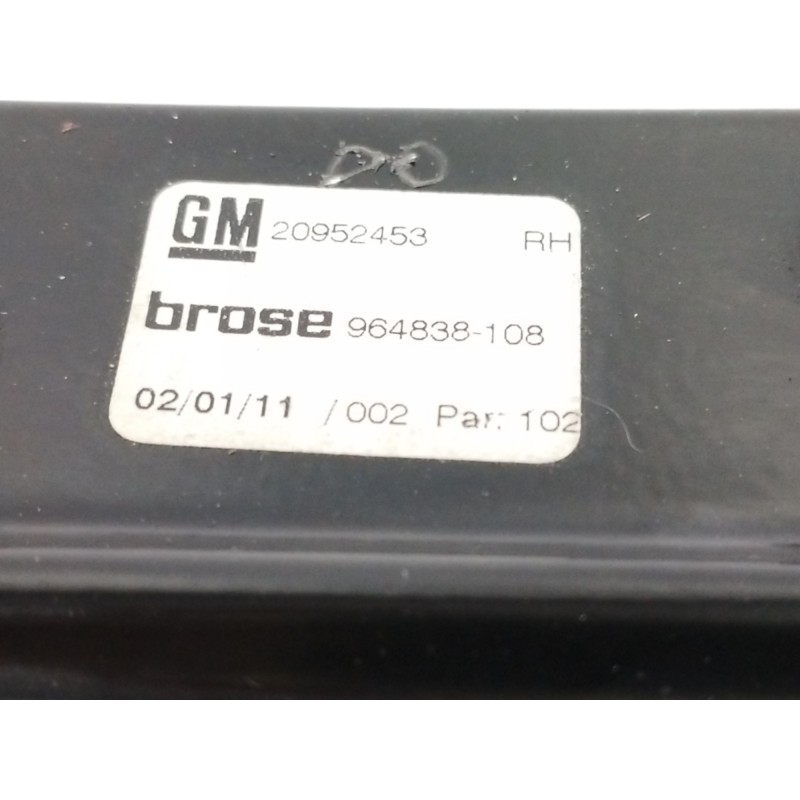 GM 20952453 RH
brose 964838-108
02/01/11 /002 Par: 102